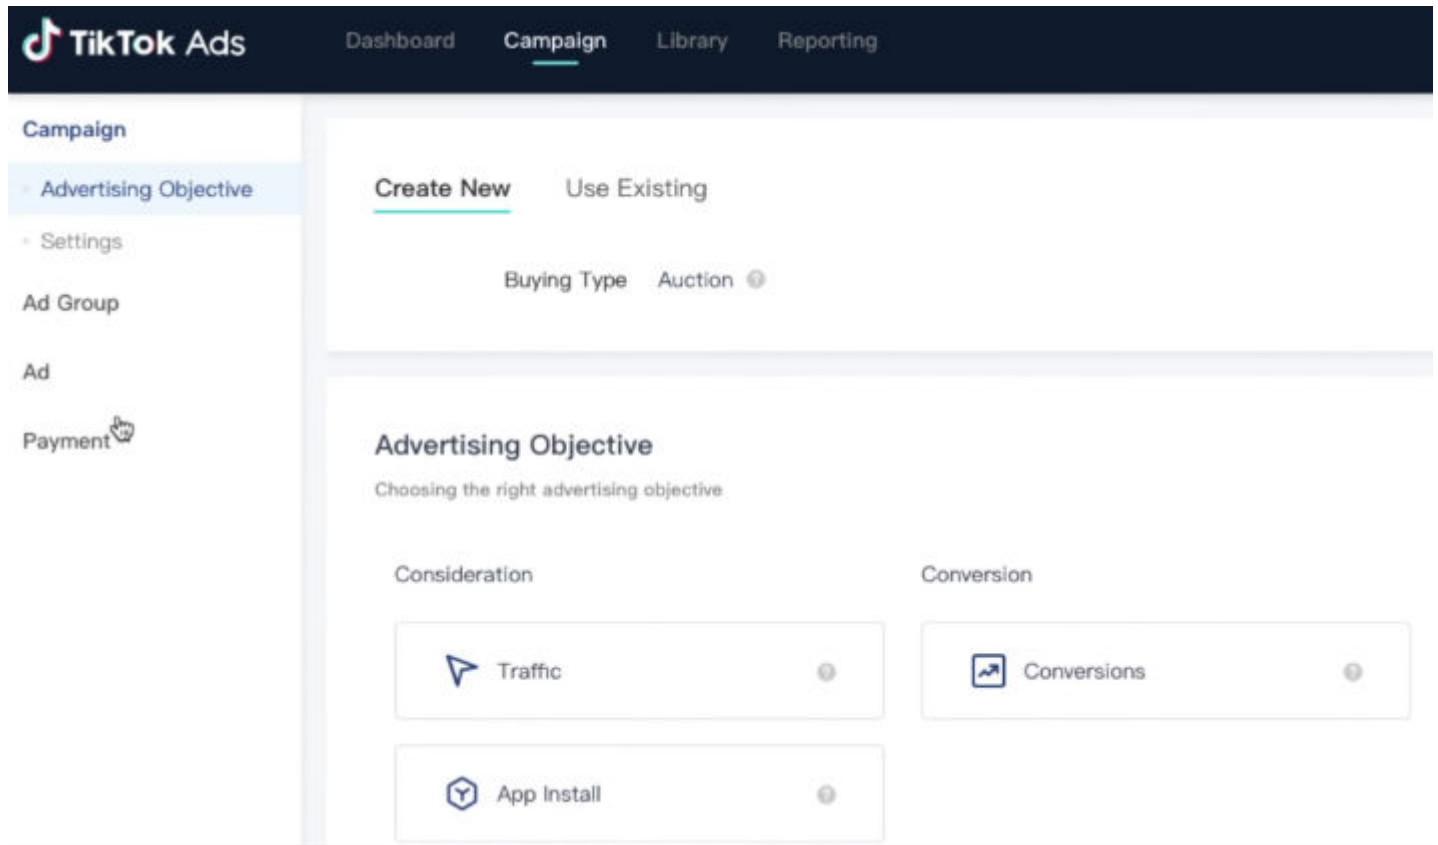 TikTok Ads Dashboard Campaign Library Reporting
Campaign
Advertising Objective
Settings
Ad Group
Ad
Payment
Create New Use Existing
Buying Type Auction ?
Advertising Objective
Choosing the right advertising objective
Consideration Conversion
Traffic ? Conversions ?
App Install ?